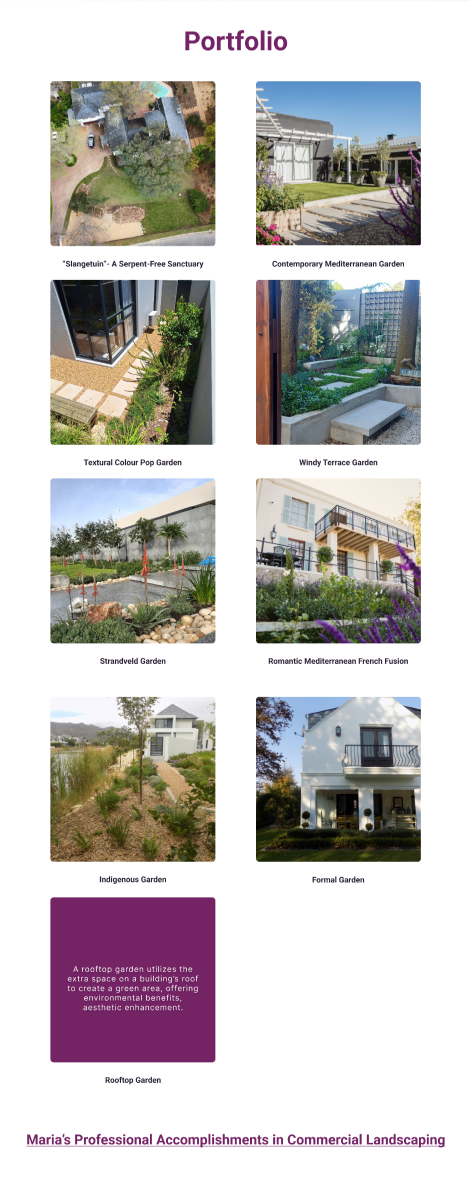 Portfolio
"Slangetuin"- A Serpent-Free Sanctuary
Contemporary Mediterranean Garden
Textural Colour Pop Garden
Windy Terrace Garden
Strandveld Garden
Romantic Mediterranean French Fusion
Indigenous Garden
Formal Garden
A rooftop garden utilizes the
extra space on a building's roof
to create a green area, offering
environmental benefits,
aesthetic enhancement.
Rooftop Garden
Maria's Professional Accomplishments in Commercial Landscaping